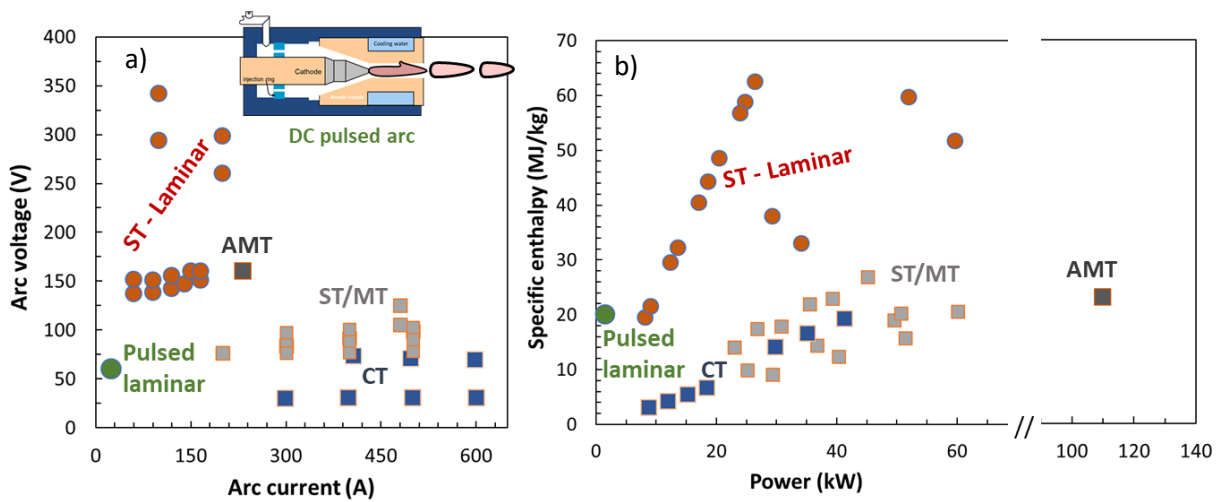 a)
400
350
300
250
200
150
100
50
0
Arc voltage (V)
0
150
300
450
600
Arc current (A)
Cooling water
Cathode
injection ring
DC pulsed arc
ST - Laminar
AMT
ST/MT
CT
Pulsed
laminar
b)
70
60
50
40
30
20
10
0
Specific enthalpy (MJ/kg)
0
20
40
60
//
100
120
140
Power (kW)
ST - Laminar
ST/MT
AMT
Pulsed
laminar
CT